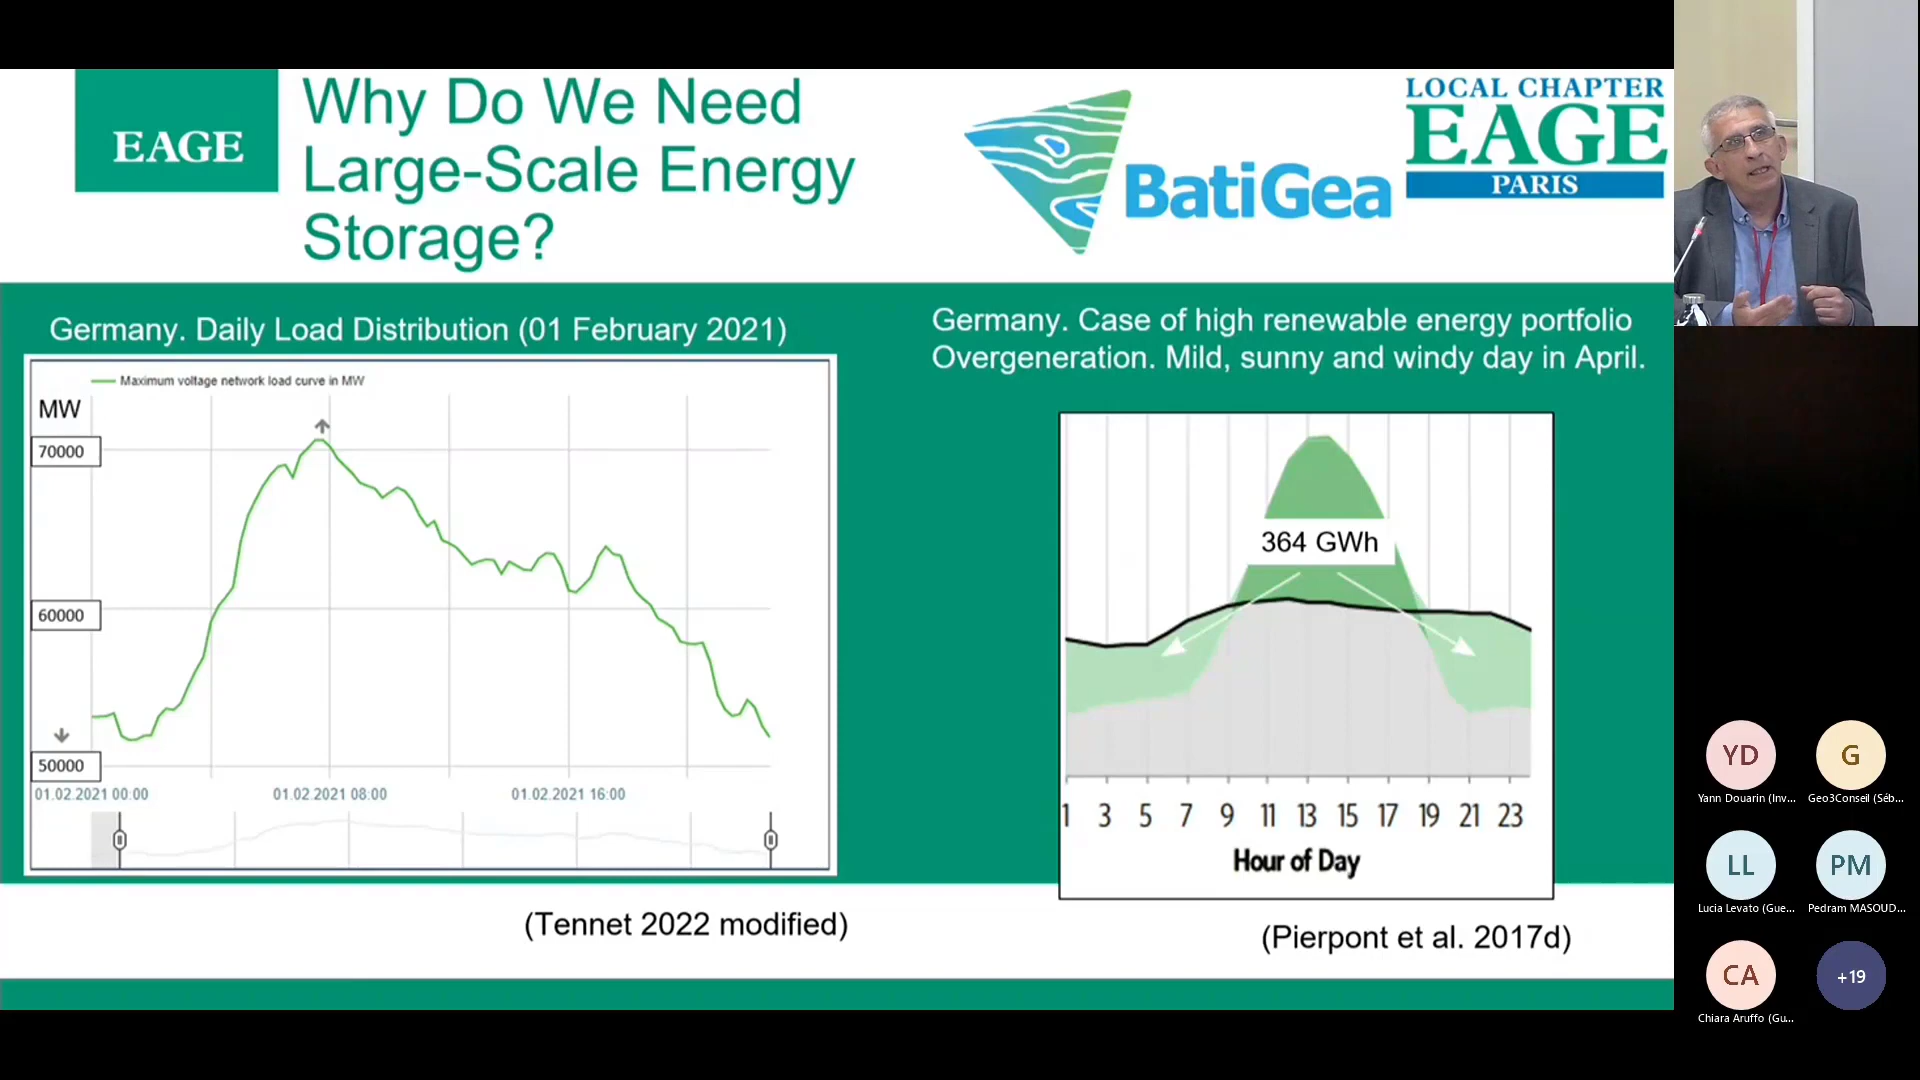 EAGE
Why Do We Need
Large-Scale Energy
Storage?
BatiGea
LOCAL CHAPTER
EAGE
PARIS
Germany. Daily Load Distribution (01 February 2021)
Maximum voltage network load curve in MW
MW
70000
60000
50000
01.02.2021 00:00
01.02.2021 08:00
01.02.2021 16:00
(Tennet 2022 modified)
Germany. Case of high renewable energy portfolio
Overgeneration. Mild, sunny and windy day in April.
364 GWh
1 3 5 7 9 11 13 15 17 19 21 23
Hour of Day
(Pierpont et al. 2017d)
YD
Yann Douarin (Inv...
G
Geo3Conseil (Séb...
LL
Lucia Levato (Gue...
PM
Pedram MASOUD...
CA
Chiara Aruffo (Gu...
+19